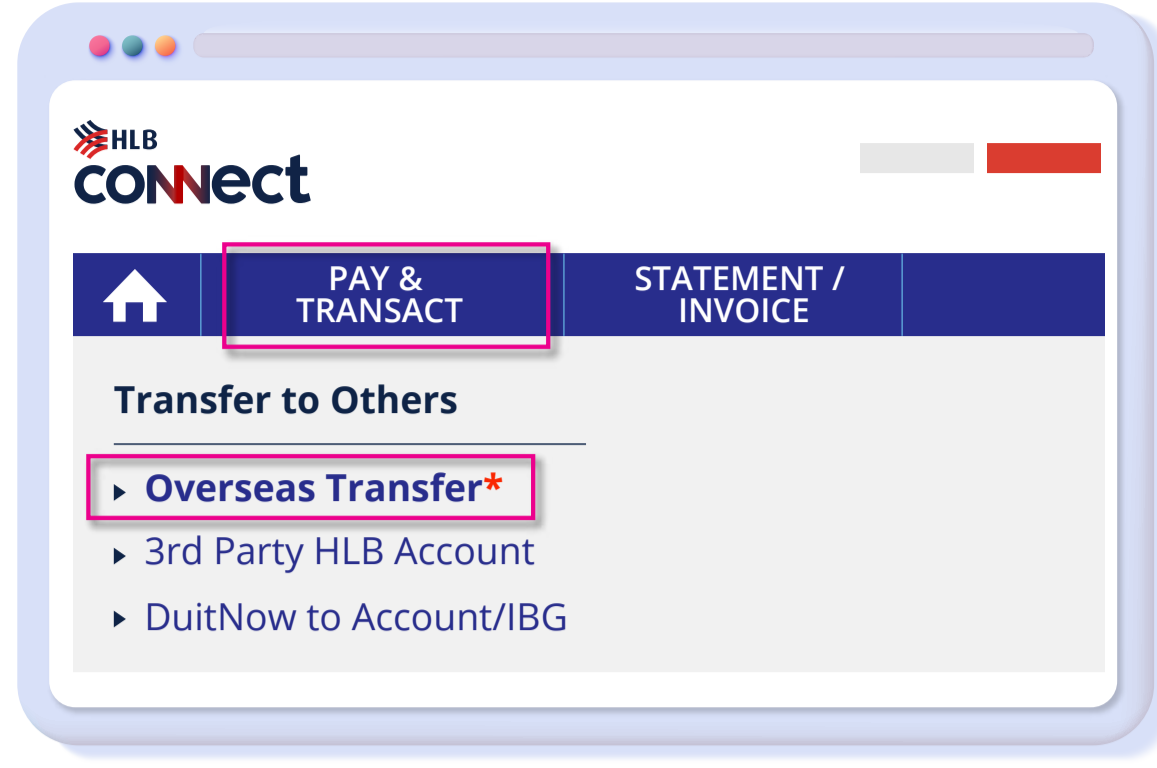 HLB
connect
PAY &
TRANSACT
STATEMENT /
INVOICE
Transfer to Others
Overseas Transfer*
3rd Party HLB Account
DuitNow to Account/IBG